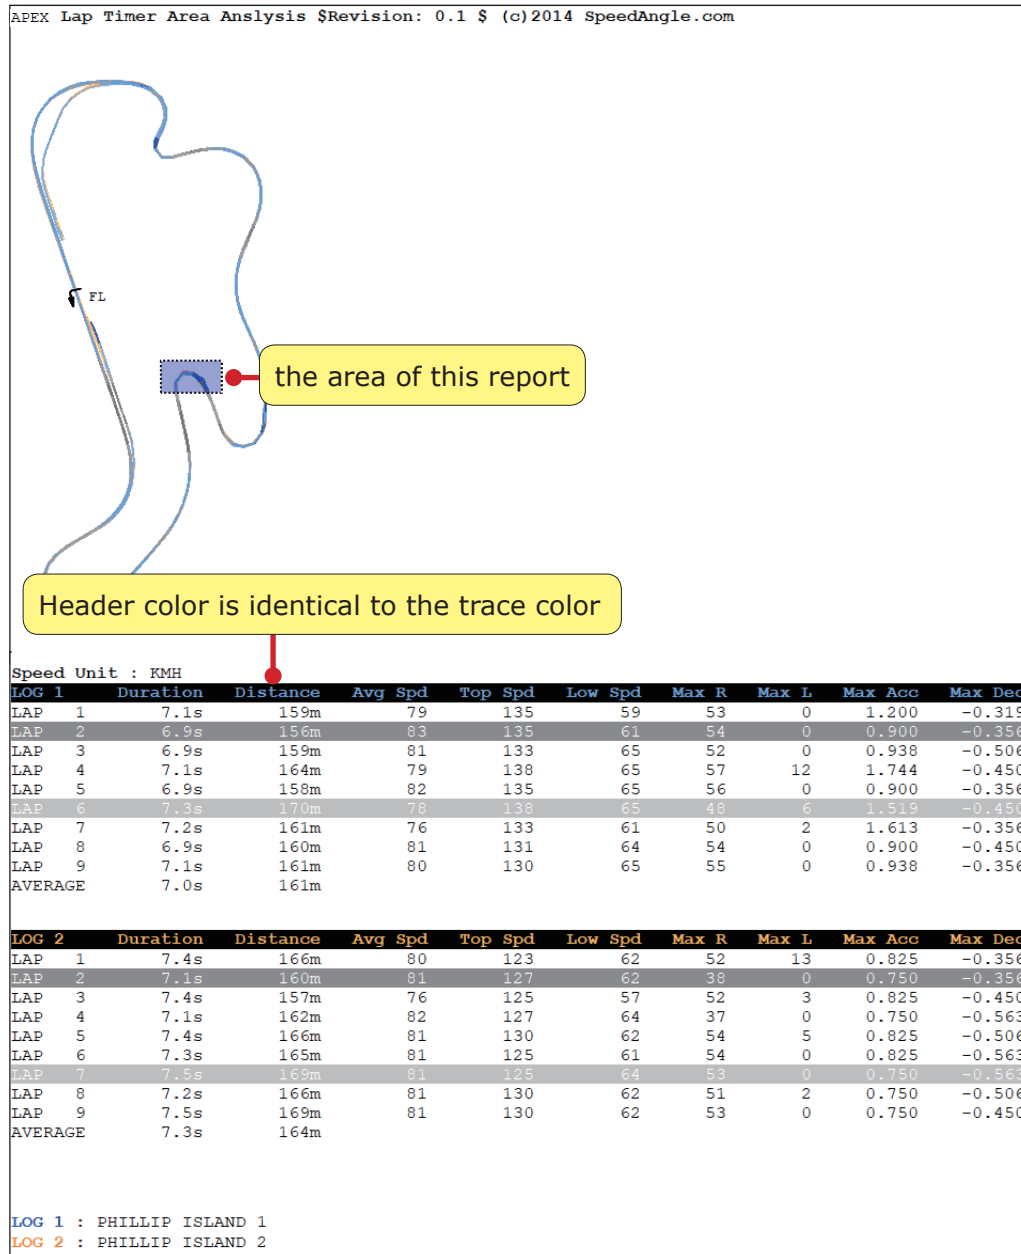 APEX Lap Timer Area Anslysis $Revision: 0.1 $ (c)2014 SpeedAngle.com
FL
the area of this report
Header color is identical to the trace color
Speed Unit : KMH
LOG 1 Duration Distance Avg Spd Top Spd Low Spd Max R Max L Max Acc Max Dec
LAP 1 7.1s 159m 79 135 59 53 0 1.200 -0.319
LAP 2 6.9s 156m 83 135 61 54 0 0.900 -0.356
LAP 3 6.9s 159m 81 133 65 52 0 0.938 -0.506
LAP 4 7.1s 164m 79 138 65 57 12 1.744 -0.450
LAP 5 6.9s 158m 82 135 65 56 0 0.900 -0.356
LAP 6 7.3s 170m 78 138 65 48 6 1.519 -0.450
LAP 7 7.2s 161m 76 133 61 50 2 1.613 -0.356
LAP 8 6.9s 160m 81 131 64 54 0 0.900 -0.450
LAP 9 7.1s 161m 80 130 65 55 0 0.938 -0.356
AVERAGE 7.0s 161m
LOG 2 Duration Distance Avg Spd Top Spd Low Spd Max R Max L Max Acc Max Dec
LAP 1 7.4s 166m 80 123 62 52 13 0.825 -0.356
LAP 2 7.1s 160m 81 127 62 38 0 0.750 -0.356
LAP 3 7.4s 157m 76 125 57 52 3 0.825 -0.450
LAP 4 7.1s 162m 82 127 64 37 0 0.750 -0.563
LAP 5 7.4s 166m 81 130 62 54 5 0.825 -0.506
LAP 6 7.3s 165m 81 125 61 54 0 0.825 -0.563
LAP 7 7.5s 169m 81 125 64 53 0 0.750 -0.563
LAP 8 7.2s 166m 81 130 62 51 2 0.750 -0.506
LAP 9 7.5s 169m 81 130 62 53 0 0.750 -0.450
AVERAGE 7.3s 164m
LOG 1 : PHILLIP ISLAND 1
LOG 2 : PHILLIP ISLAND 2